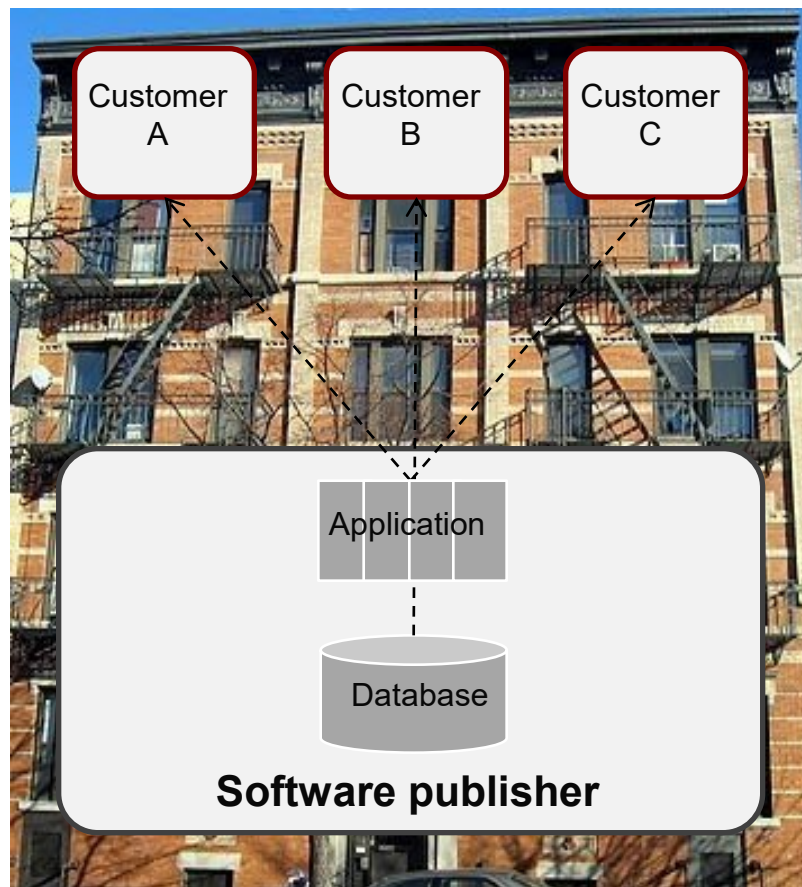 Customer
A
Customer
B
Customer
C
Application
Database
Software publisher